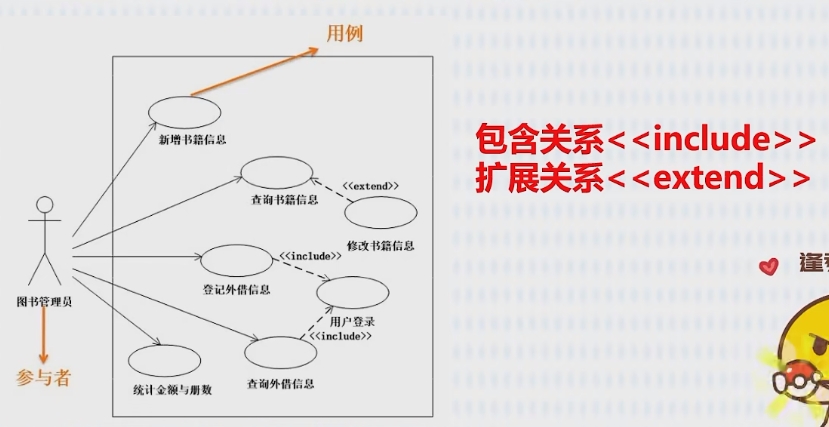 用例
新增书籍信息
<<extend>>
查询书籍信息
修改书籍信息
<<include>>
登记外借信息
图书管理员
用户登录
<<include>>
参与者
统计金额与册数
查询外借信息
包含关系<<include>>
扩展关系<<extend>>
逢